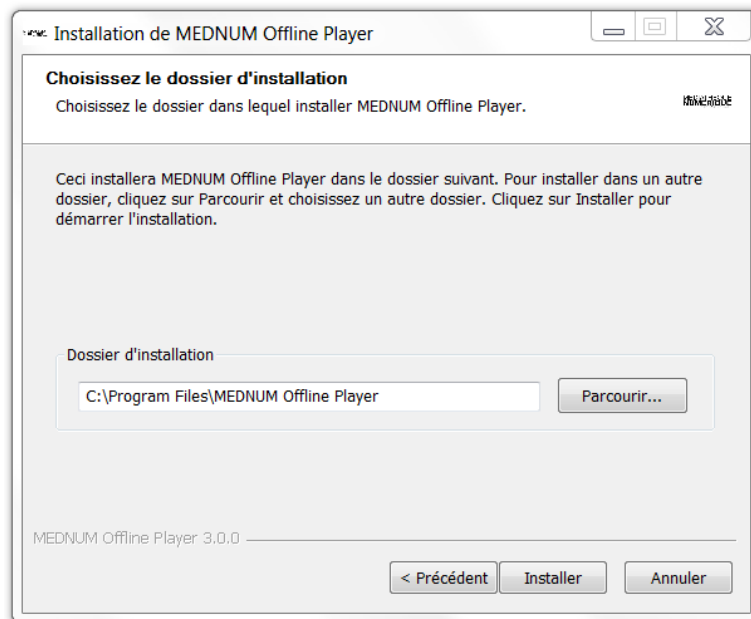 Installation de MEDNUM Offline Player
Choisissez le dossier d'installation
Choisissez le dossier dans lequel installer MEDNUM Offline Player.
Ceci installera MEDNUM Offline Player dans le dossier suivant. Pour installer dans un autre
dossier, cliquez sur Parcourir et choisissez un autre dossier. Cliquez sur Installer pour
démarrer l'installation.
Dossier d'installation
C:\Program Files\MEDNUM Offline Player
Parcourir...
MEDNUM Offline Player 3.0.0
< Précédent
Installer
Annuler